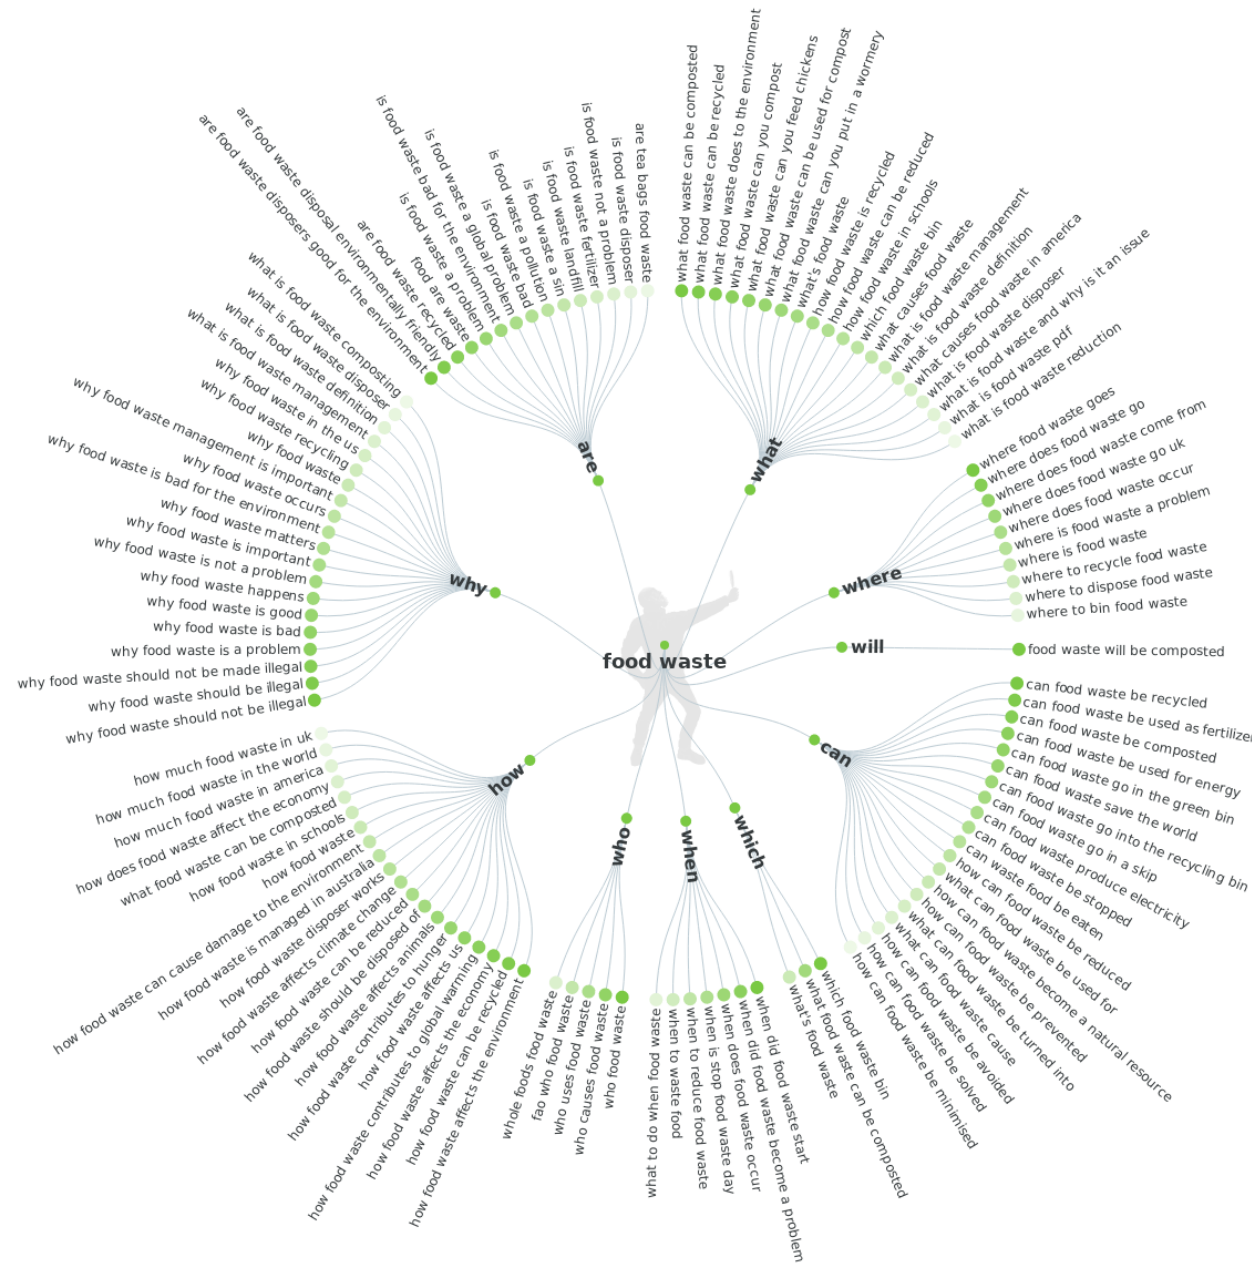 food waste
what
what food waste can be composted
what food waste can be recycled
what food waste does to the environment
what food waste can you compost
what food waste can you feed chickens
what food waste can be used for compost
what food waste can you put in a wormery
what's food waste
how food waste is recycled
how food waste can be reduced
how food waste in schools
which food waste bin
what causes food waste
what is food waste management
what is food waste definition
what causes food waste in america
what is food waste disposer
what is food waste and why is it an issue
what is food waste pdf
what is food waste reduction
where
where food waste goes
where does food waste go
where does food waste come from
where does food waste go uk
where does food waste occur
where is food waste a problem
where is food waste
where to recycle food waste
where to dispose food waste
where to bin food waste
will
food waste will be composted
can
can food waste be recycled
can food waste be used as fertilizer
can food waste be composted
can food waste be used for energy
can food waste go in the green bin
can food waste save the world
can food waste go into the recycling bin
can food waste go in a skip
can food waste produce electricity
can food waste be stopped
can waste food be eaten
how can food waste be reduced
what can food waste be used for
how can food waste become a natural resource
how can food waste be prevented
what can food waste be turned into
what can food waste cause
how can food waste be avoided
how can food waste be solved
how can food waste be minimised
which
which food waste bin
what food waste can be composted
what's food waste
when
when did food waste start
when did food waste become a problem
when does food waste occur
when is stop food waste day
when to reduce food waste
when to waste food
what to do when food waste
who
who food waste
who causes food waste
who uses food waste
fao who food waste
whole foods food waste
how
how food waste affects the environment
how food waste can be recycled
how food waste affects the economy
how food waste contributes to global warming
how food waste affects us
how food waste contributes to hunger
how food waste affects animals
how food waste should be disposed of
how food waste can be reduced
how food waste affects climate change
how food waste disposer works
how food waste is managed in australia
how food waste can cause damage to the environment
how food waste
how food waste in schools
what food waste can be composted
how does food waste affect the economy
how much food waste in america
how much food waste in the world
how much food waste in uk
why
why food waste should not be illegal
why food waste should be illegal
why food waste should not be made illegal
why food waste is a problem
why food waste is bad
why food waste is good
why food waste happens
why food waste is not a problem
why food waste is important
why food waste matters
why food waste is bad for the environment
why food waste occurs
why food waste management is important
why food waste
why food waste recycling
why food waste in the us
what is food waste management
what is food waste definition
what is food waste disposer
what is food waste composting
are
are food waste disposers good for the environment
are food waste disposal environmentally friendly
are food waste recycled
food are waste
is food waste a problem
is food waste bad for the environment
is food waste a global problem
is food waste bad
is food waste a pollution
is food waste a sin
is food waste landfill
is food waste fertilizer
is food waste not a problem
is food waste disposer
are tea bags food waste